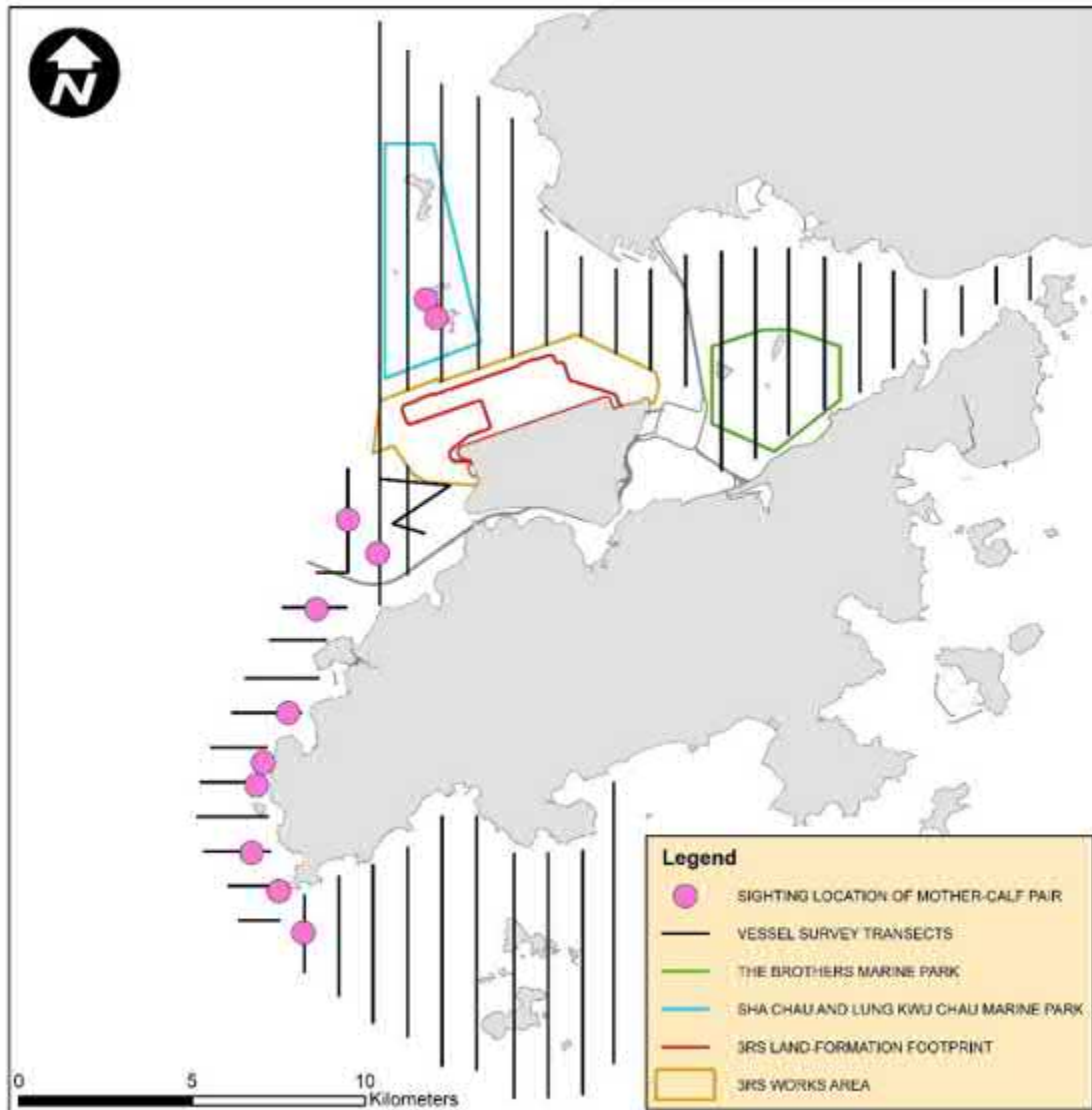 N
Legend
SIGHTING LOCATION OF MOTHER-CALF PAIR
VESSEL SURVEY TRANSECTS
THE BROTHERS MARINE PARK
SHA CHAU AND LUNG KWU CHAU MARINE PARK
3RS LAND-FORMATION FOOTPRINT
3RS WORKS AREA
0 5 10
Kilometers